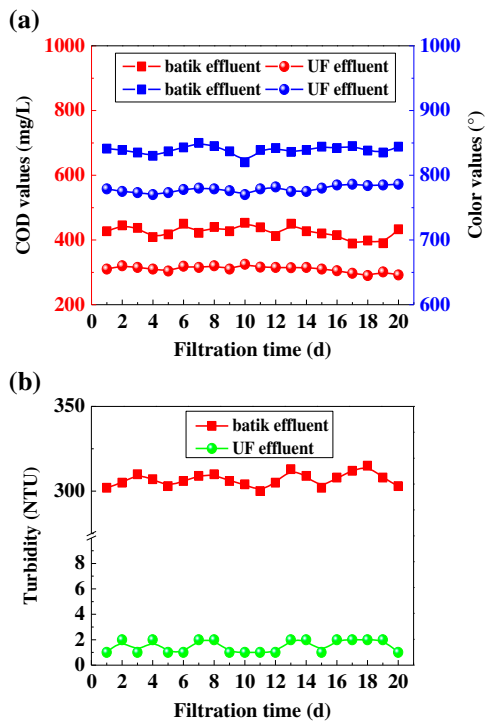 (a)
1000
800
600
400
200
COD values (mg/L)
batik effluent
UF effluent
batik effluent
UF effluent
1000
900
800
700
600
Color values (°)
0 2 4 6 8 10 12 14 16 18 20
Filtration time (d)
(b)
350
300
8
6
4
2
0
Turbidity (NTU)
batik effluent
UF effluent
0 2 4 6 8 10 12 14 16 18 20
Filtration time (d)